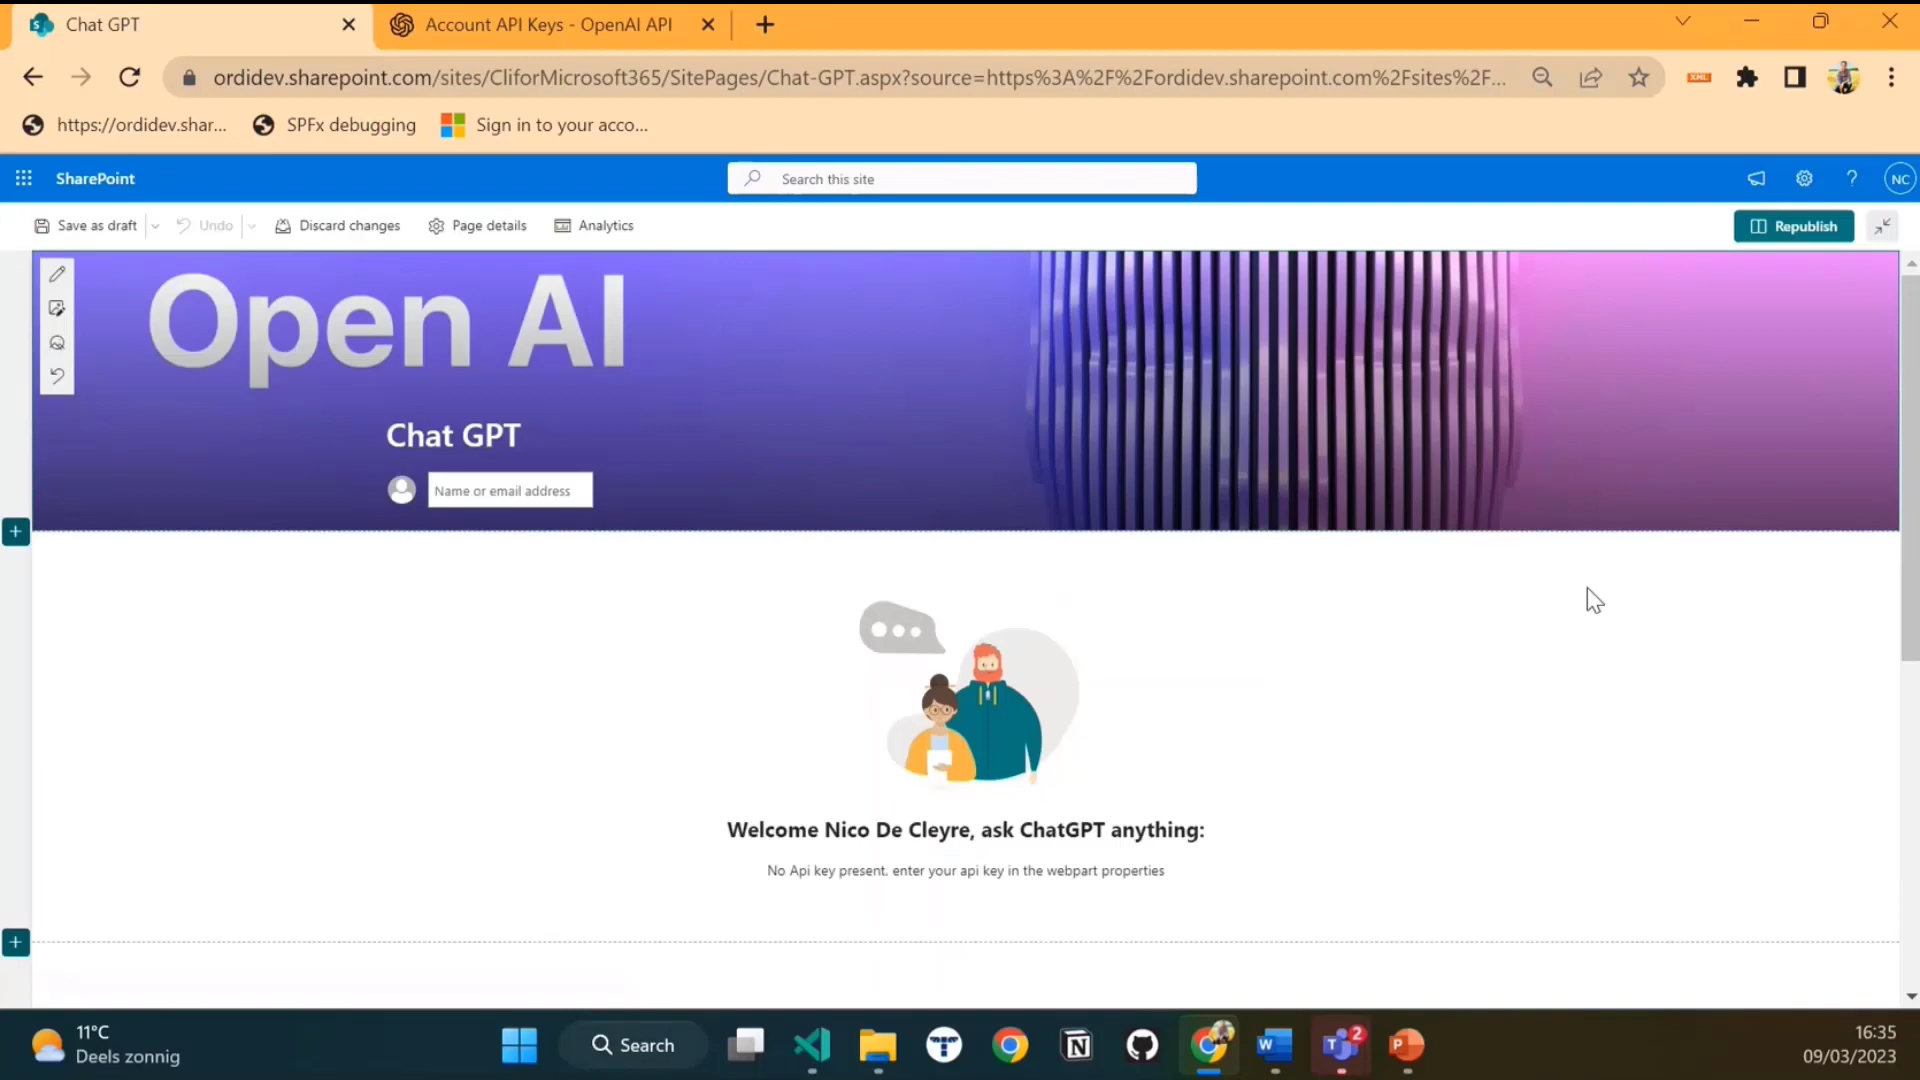 Chat GPT
Account API Keys - OpenAI API
ordidev.sharepoint.com/sites/CliforMicrosoft365/SitePages/Chat-GPT.aspx?source=https%3A%2F%2Fordidev.sharepoint.com%2Fsites%2F...
XML
https://ordidev.shar...
SPFx debugging
Sign in to your acco...
SharePoint
Search this site
NC
Save as draft
Undo
Discard changes
Page details
Analytics
Republish
Open AI
Chat GPT
Name or email address
Welcome Nico De Cleyre, ask ChatGPT anything:
No Api key present, enter your api key in the webpart properties
11°C
Deels zonnig
Search
2
16:35
09/03/2023